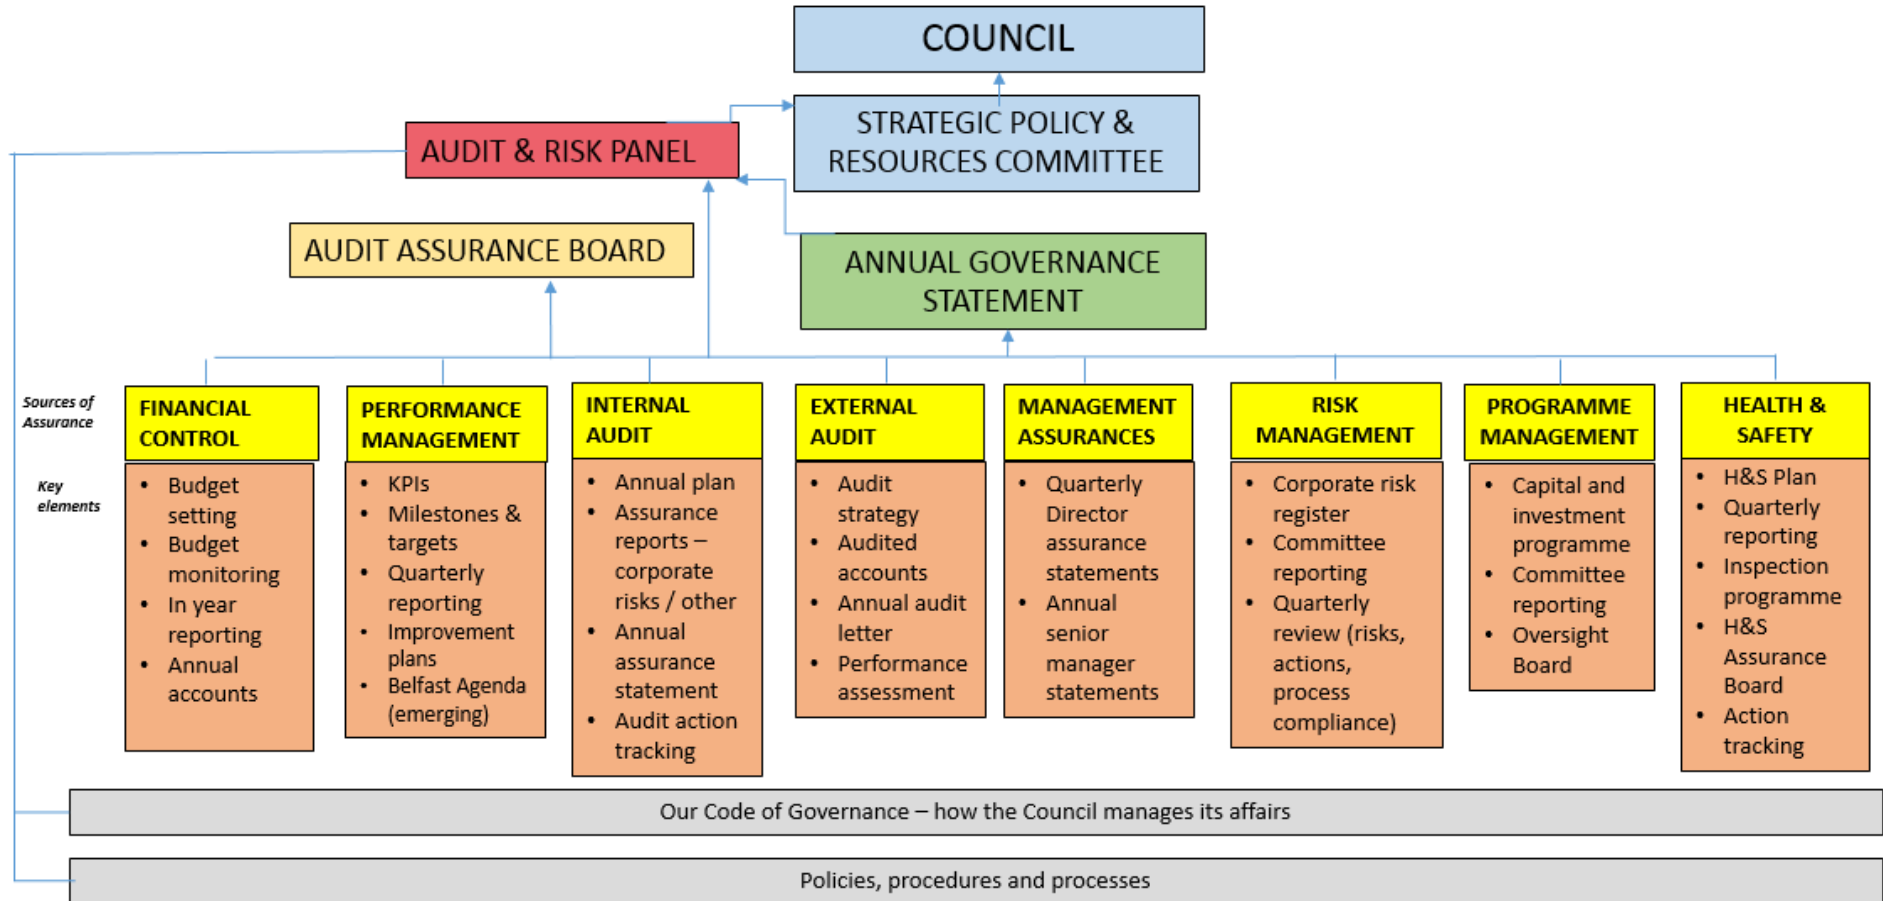 COUNCIL
STRATEGIC POLICY &
RESOURCES COMMITTEE
AUDIT & RISK PANEL
AUDIT ASSURANCE BOARD
ANNUAL GOVERNANCE
STATEMENT
Sources of
Assurance
Key
elements
FINANCIAL
CONTROL
• Budget
setting
• Budget
monitoring
• In year
reporting
• Annual
accounts
PERFORMANCE
MANAGEMENT
• KPIs
• Milestones &
targets
• Quarterly
reporting
• Improvement
plans
• Belfast Agenda
(emerging)
INTERNAL
AUDIT
• Annual plan
• Assurance
reports –
corporate
risks / other
• Annual
assurance
statement
• Audit action
tracking
EXTERNAL
AUDIT
• Audit
strategy
• Audited
accounts
• Annual audit
letter
• Performance
assessment
MANAGEMENT
ASSURANCES
• Quarterly
Director
assurance
statements
• Annual
senior
manager
statements
RISK
MANAGEMENT
• Corporate risk
register
• Committee
reporting
• Quarterly
review (risks,
actions,
process
compliance)
PROGRAMME
MANAGEMENT
• Capital and
investment
programme
• Committee
reporting
• Oversight
Board
HEALTH &
SAFETY
• H&S Plan
• Quarterly
reporting
• Inspection
programme
• H&S
Assurance
Board
• Action
tracking
Our Code of Governance – how the Council manages its affairs
Policies, procedures and processes